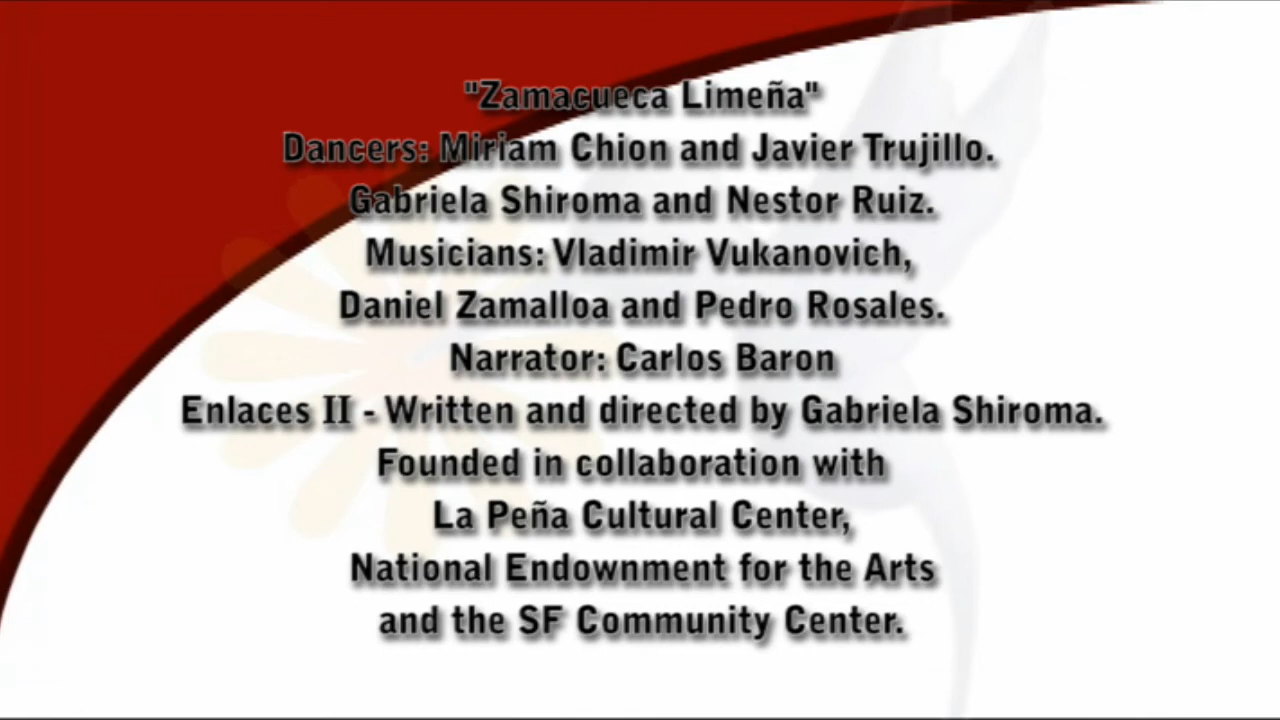 "Zamacueca Limeña"
Dancers: Miriam Chion and Javier Trujillo.
Gabriela Shiroma and Nestor Ruiz.
Musicians: Vladimir Vukanovich,
Daniel Zamalloa and Pedro Rosales.
Narrator: Carlos Baron
Enlaces II - Written and directed by Gabriela Shiroma.
Founded in collaboration with
La Peña Cultural Center,
National Endownment for the Arts
and the SF Community Center.